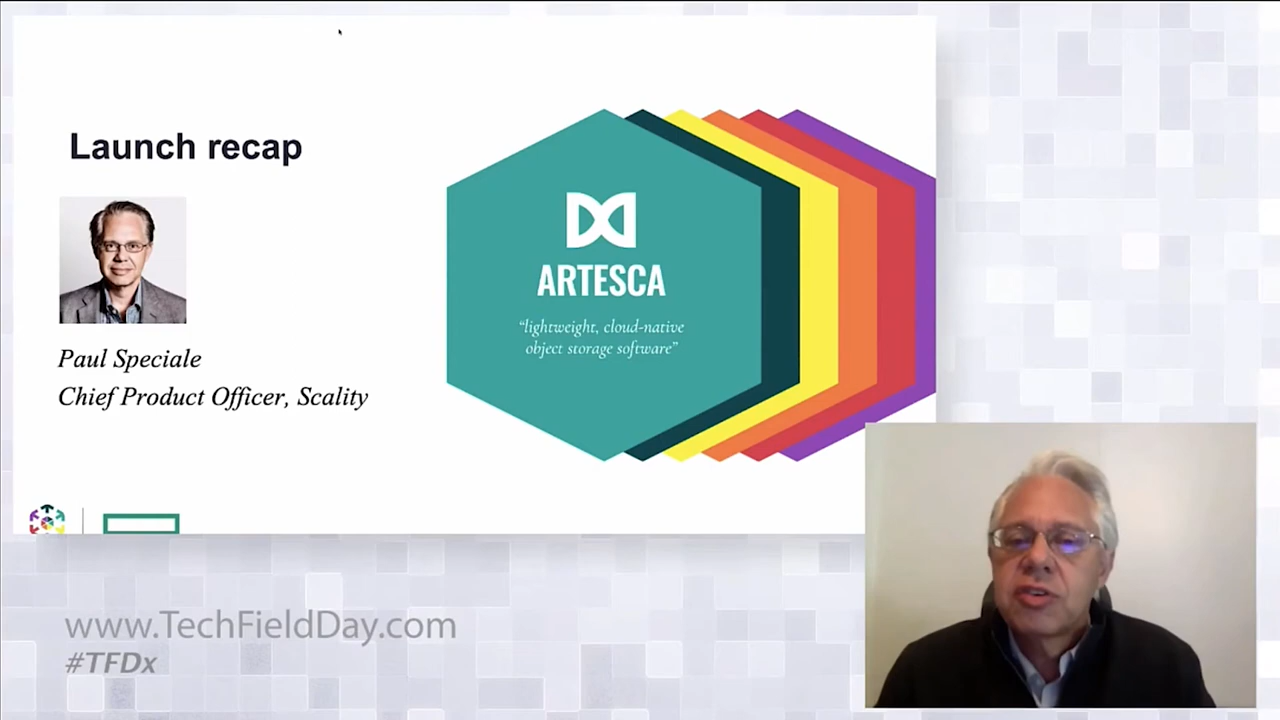 Launch recap
Paul Speciale
Chief Product Officer, Scality
ARTESCA
“lightweight, cloud-native
object storage software”
www.TechFieldDay.com
#TFDx